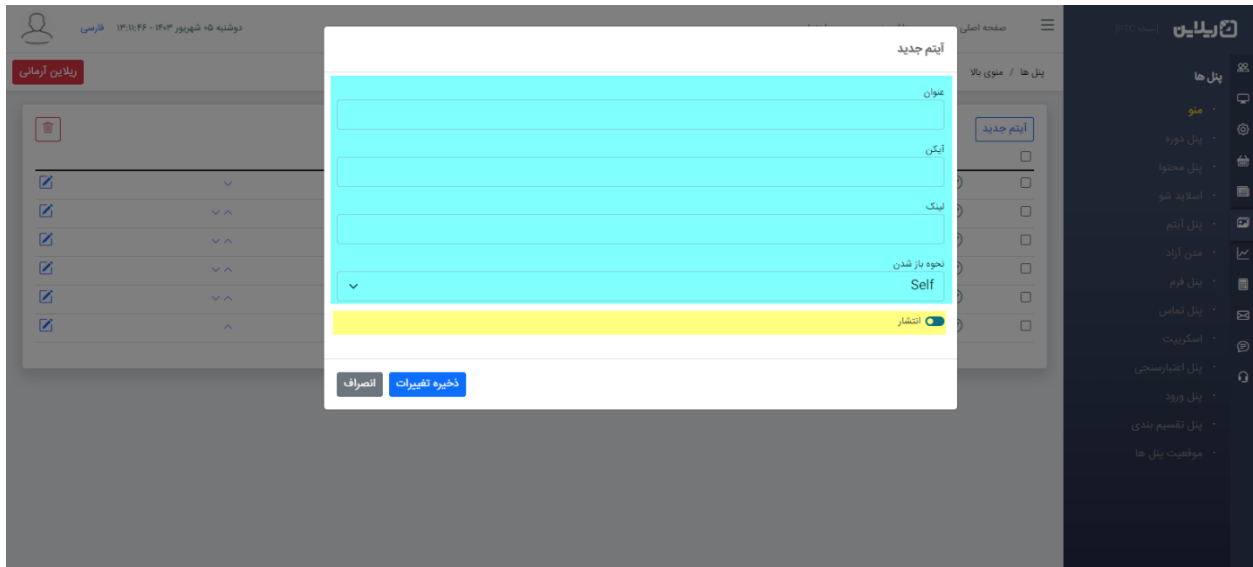 ریلاین نسخه IPTC
صفحه اصلی
دوشنبه ۰۵ شهریور ۱۴۰۳ - ۱۳:۱۱:۴۶ فارسی
پنل ها / منوی بالا
ریلاین آرمانی
پنل ها
منو
پنل دوره
پنل محتوا
اسلاید شو
پنل آیتم
متن آزاد
پنل فرم
پنل تماس
اسکریپت
پنل اعتبارسنجی
پنل ورود
پنل تقسیم بندی
موقعیت پنل ها
آیتم جدید
آیتم جدید
عنوان
آیکن
لینک
نحوه باز شدن
Self
انتشار
ذخیره تغییرات
انصراف